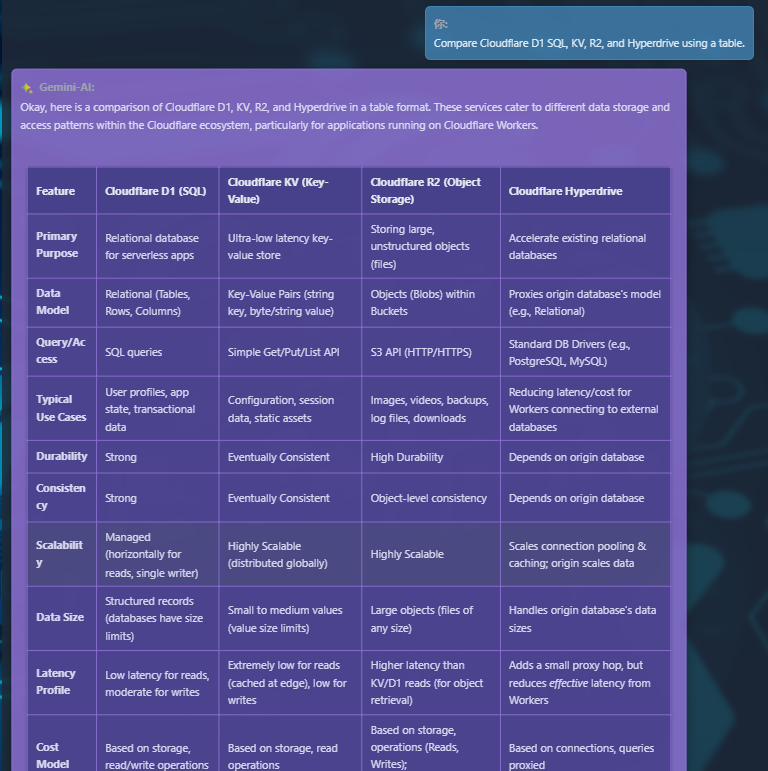 你:
Compare Cloudflare D1 SQL, KV, R2, and Hyperdrive using a table.
Gemini-AI:
Okay, here is a comparison of Cloudflare D1, KV, R2, and Hyperdrive in a table format. These services cater to different data storage and
access patterns within the Cloudflare ecosystem, particularly for applications running on Cloudflare Workers.
Feature
Cloudflare D1 (SQL)
Cloudflare KV (Key-
Value)
Cloudflare R2 (Object
Storage)
Cloudflare Hyperdrive
Primary
Purpose
Relational database
for serverless apps
Ultra-low latency key-
value store
Storing large,
unstructured objects
(files)
Accelerate existing relational
databases
Data
Model
Relational (Tables,
Rows, Columns)
Key-Value Pairs (string
key, byte/string value)
Objects (Blobs) within
Buckets
Proxies origin database's model
(e.g., Relational)
Query/Ac
cess
SQL queries
Simple Get/Put/List API
S3 API (HTTP/HTTPS)
Standard DB Drivers (e.g.,
PostgreSQL, MySQL)
Typical
Use Cases
User profiles, app
state, transactional
data
Configuration, session
data, static assets
Images, videos, backups,
log files, downloads
Reducing latency/cost for
Workers connecting to external
databases
Durability
Strong
Eventually Consistent
High Durability
Depends on origin database
Consisten
cy
Strong
Eventually Consistent
Object-level consistency
Depends on origin database
Scalabilit
y
Managed
(horizontally for
reads, single writer)
Highly Scalable
(distributed globally)
Highly Scalable
Scales connection pooling &
caching; origin scales data
Data Size
Structured records
(databases have size
limits)
Small to medium values
(value size limits)
Large objects (files of
any size)
Handles origin database's data
sizes
Latency
Profile
Low latency for reads,
moderate for writes
Extremely low for reads
(cached at edge), low for
writes
Higher latency than
KV/D1 reads (for object
retrieval)
Adds a small proxy hop, but
reduces effective latency from
Workers
Cost
Model
Based on storage,
read/write operations
Based on storage, read
operations
Based on storage,
operations (Reads,
Writes);
Based on connections, queries
proxied